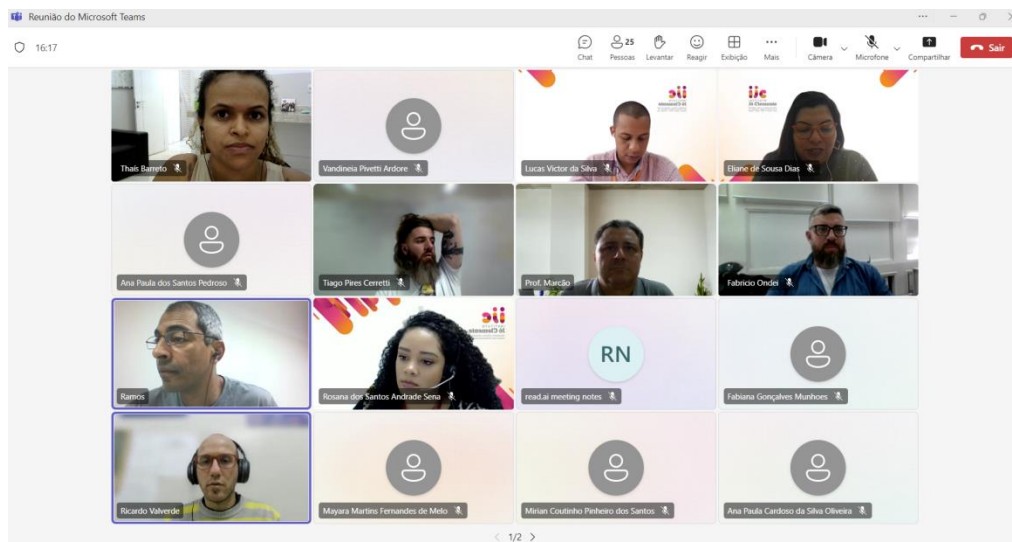 Reunião do Microsoft Teams
16:17
25
Chat
Pessoas
Levantar
Reagir
Exibição
Mais
Câmera
Microfone
Compartilhar
Sair
Thaís Barreto
Vandineia Pivetti Ardore
Lucas Victor da Silva
Eliane de Sousa Dias
Ana Paula dos Santos Pedroso
Tiago Pires Cerretti
Prof. Marcão
Fabricio Ondei
Ramos
Rosana dos Santos Andrade Sena
RN
read.ai meeting notes
Fabiana Gonçalves Munhoes
Ricardo Valverde
Mayara Martins Fernandes de Melo
Mirian Coutinho Pinheiro dos Santos
Ana Paula Cardoso da Silva Oliveira
1/2